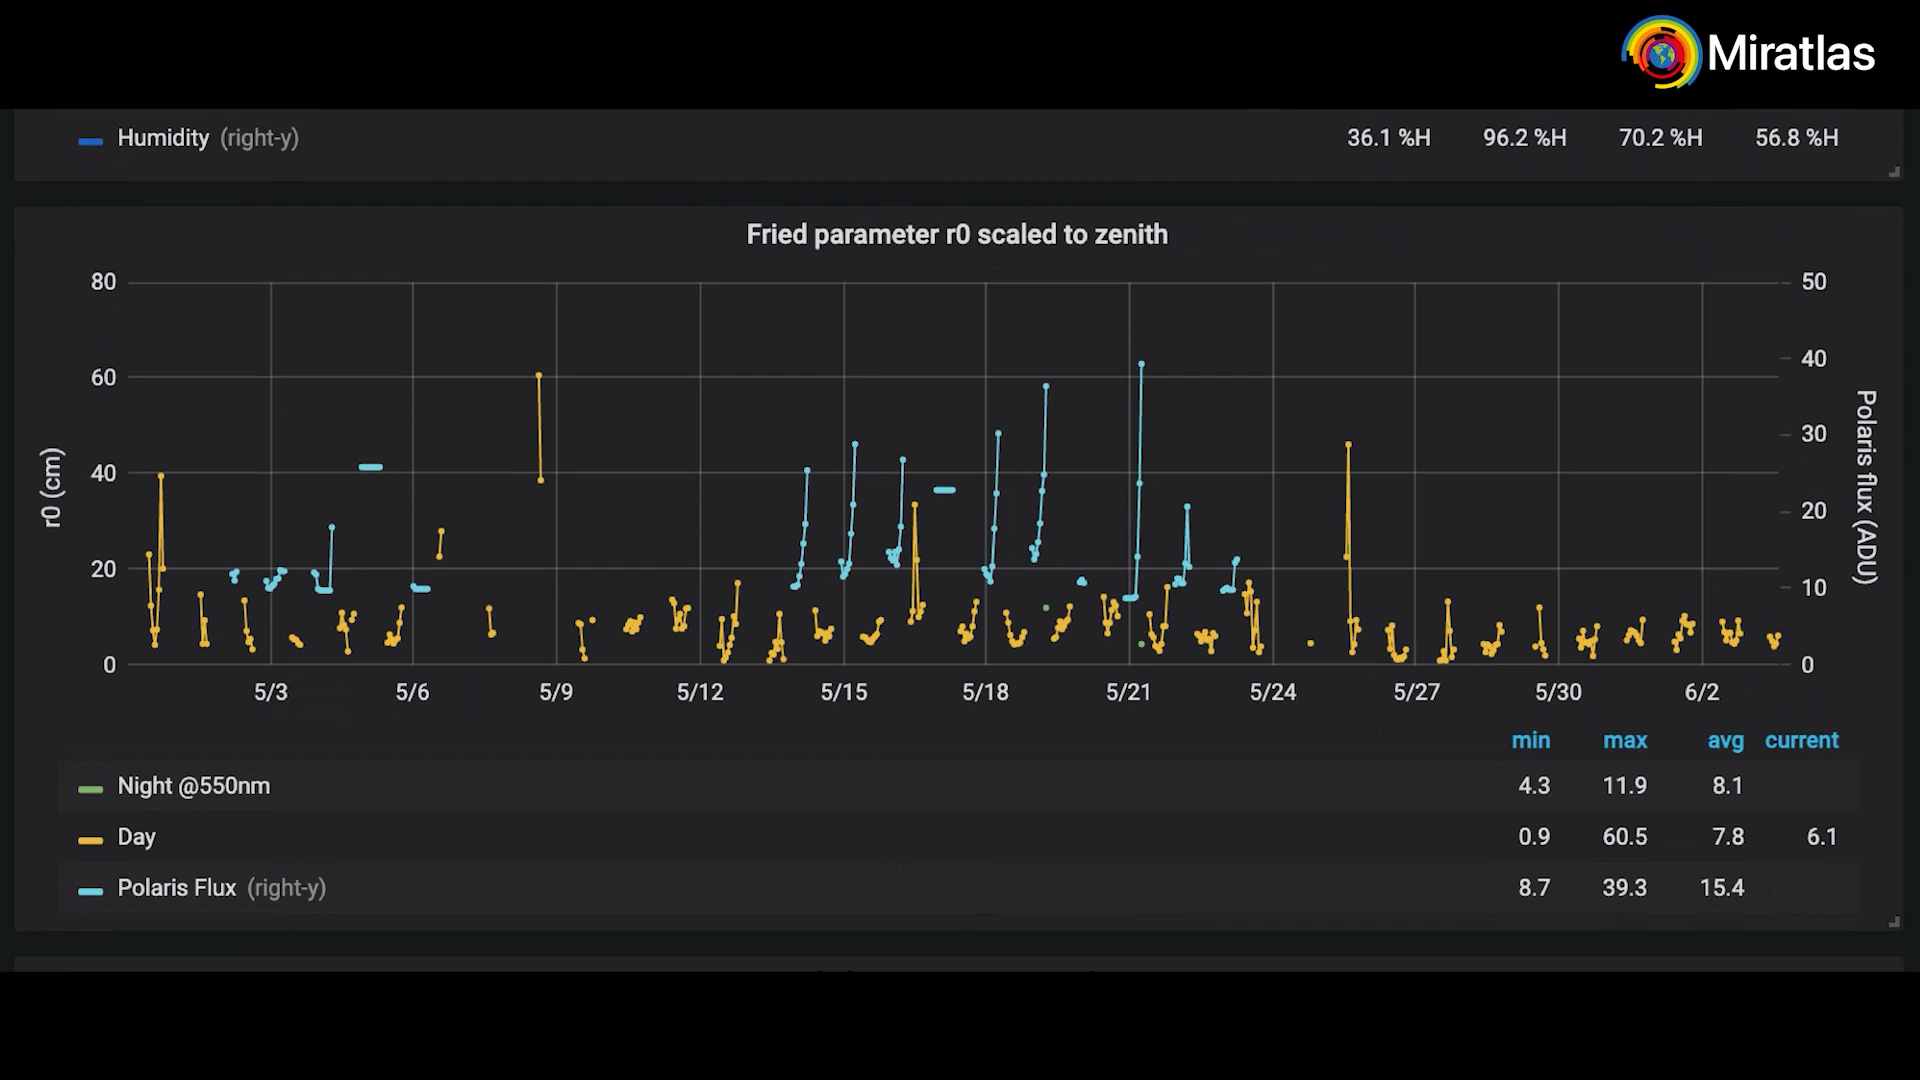 Miratlas
Humidity (right-y) 36.1 %H 96.2 %H 70.2 %H 56.8 %H
Fried parameter r0 scaled to zenith
80 50
40
60
30
40
20
20
10
0 0
r0 (cm)
Polaris flux (ADU)
5/3 5/6 5/9 5/12 5/15 5/18 5/21 5/24 5/27 5/30 6/2
min max avg current
Night @550nm 4.3 11.9 8.1
Day 0.9 60.5 7.8 6.1
Polaris Flux (right-y) 8.7 39.3 15.4